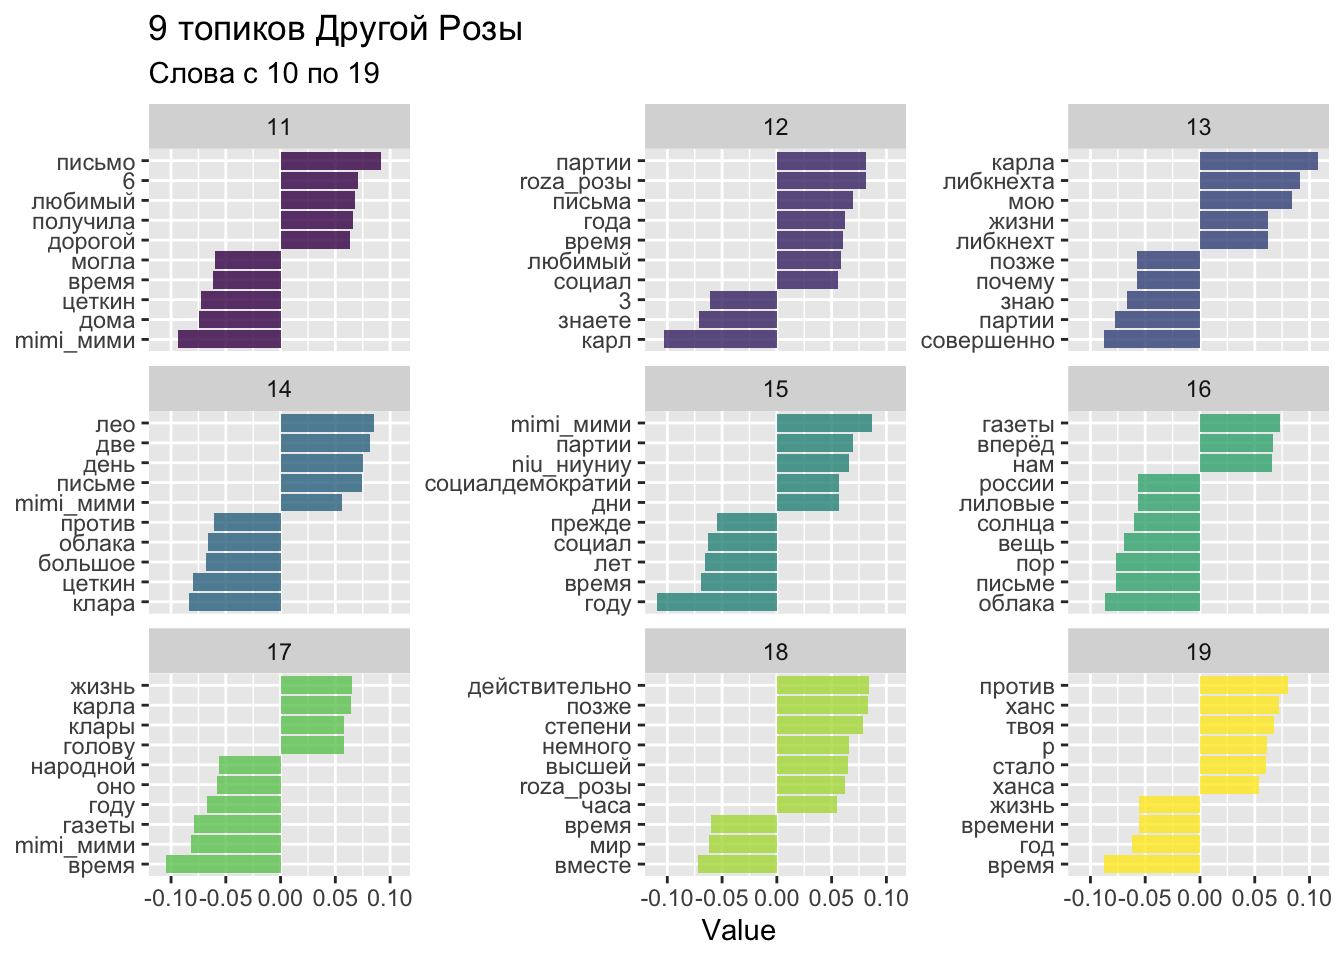 9 топиков Другой Розы
Слова с 10 по 19
11
письмо
6
любимый
получила
дорогой
могла
время
цеткин
дома
mimi_мими
12
партии
roza_розы
письма
года
время
любимый
социал
3
знаете
карл
13
карла
либкнехта
мою
жизни
либкнехт
позже
почему
знаю
партии
совершенно
14
лео
две
день
письме
mimi_мими
против
облака
большое
цеткин
клара
15
mimi_мими
партии
niu_ниуниу
социалдемократии
дни
прежде
социал
лет
время
году
16
газеты
вперёд
нам
россии
лиловые
солнца
вещь
пор
письме
облака
17
жизнь
карла
клары
голову
народной
оно
году
газеты
mimi_мими
время
18
действительно
позже
степени
немного
высшей
roza_розы
часа
время
мир
вместе
19
против
ханс
твоя
р
стало
ханса
жизнь
времени
год
время
-0.10 -0.05 0.00 0.05 0.10 -0.10 -0.05 0.00 0.05 0.10 -0.10 -0.05 0.00 0.05 0.10
Value